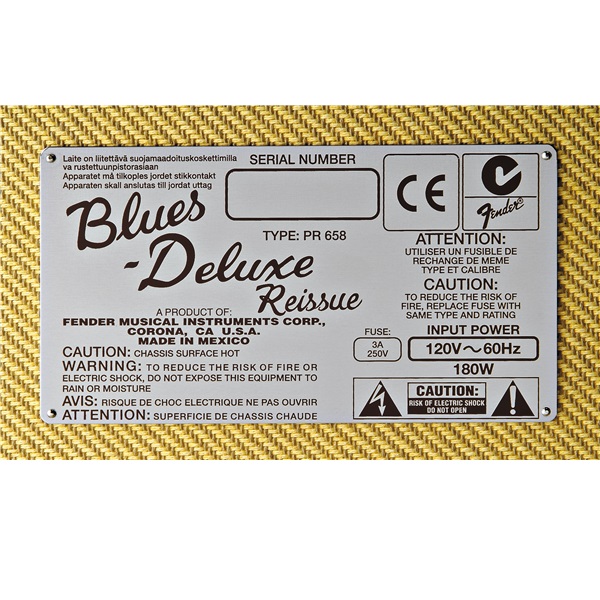 Laite on liitettävä suojamaadoituskoskettimilla
va rustettuunpistorasiaan
Apparatet må tilkoples jordet stikkontakt
Apparaten skall anslutas till jordat uttag
SERIAL NUMBER
CE
C
Fender®
Blues
-Deluxe
Reissue
TYPE: PR 658
A PRODUCT OF:
FENDER MUSICAL INSTRUMENTS CORP.,
CORONA, CA U.S.A.
MADE IN MEXICO
CAUTION: CHASSIS SURFACE HOT
WARNING: TO REDUCE THE RISK OF FIRE OR
ELECTRIC SHOCK, DO NOT EXPOSE THIS EQUIPMENT TO
RAIN OR MOISTURE
AVIS: RISQUE DE CHOC ELECTRIQUE NE PAS OUVRIR
ATTENTION: SUPERFICIE DE CHASSIS CHAUDE
ATTENTION:
UTILISER UN FUSIBLE DE
RECHANGE DE MEME
TYPE ET CALIBRE
CAUTION:
TO REDUCE THE RISK OF
FIRE, REPLACE FUSE WITH
SAME TYPE AND RATING
FUSE:
3A
250V
INPUT POWER
120V~60Hz
180W
CAUTION:
RISK OF ELECTRIC SHOCK
DO NOT OPEN